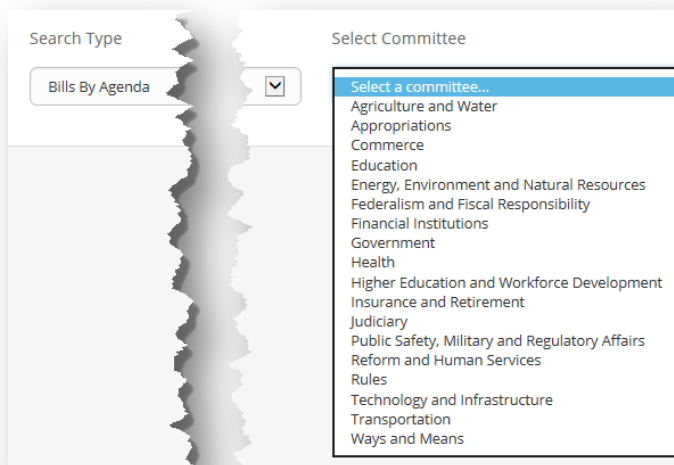 Search Type
Select Committee
Bills By Agenda
Select a committee...
Agriculture and Water
Appropriations
Commerce
Education
Energy, Environment and Natural Resources
Federalism and Fiscal Responsibility
Financial Institutions
Government
Health
Higher Education and Workforce Development
Insurance and Retirement
Judiciary
Public Safety, Military and Regulatory Affairs
Reform and Human Services
Rules
Technology and Infrastructure
Transportation
Ways and Means